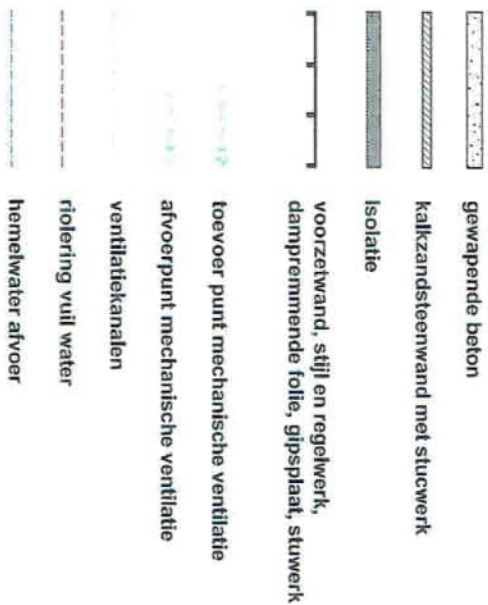 gewapende beton
kalkzandsteenwand met stucwerk
Isolatie
voorzetwand, stijl en regelwerk,
dampremmende folie, gipsplaat, stuwerk
toevoer punt mechanische ventilatie
afvoerpunt mechanische ventilatie
ventilatiekanalen
riolering vuil water
hemelwater afvoer